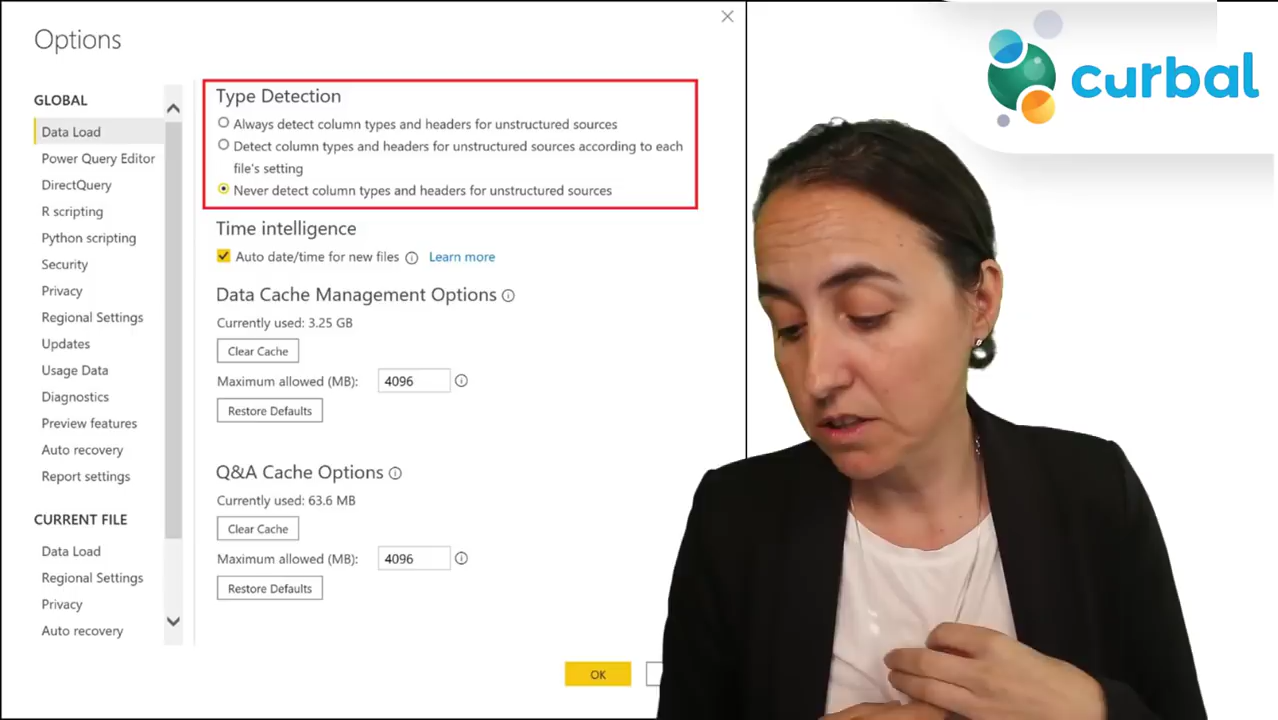 Options
curbal
GLOBAL
Data Load
Power Query Editor
DirectQuery
R scripting
Python scripting
Security
Privacy
Regional Settings
Updates
Usage Data
Diagnostics
Preview features
Auto recovery
Report settings
CURRENT FILE
Data Load
Regional Settings
Privacy
Auto recovery
Type Detection
Always detect column types and headers for unstructured sources
Detect column types and headers for unstructured sources according to each
file's setting
Never detect column types and headers for unstructured sources
Time intelligence
Auto date/time for new files Learn more
Data Cache Management Options
Currently used: 3.25 GB
Clear Cache
Maximum allowed (MB): 4096
Restore Defaults
Q&A Cache Options
Currently used: 63.6 MB
Clear Cache
Maximum allowed (MB): 4096
Restore Defaults
OK